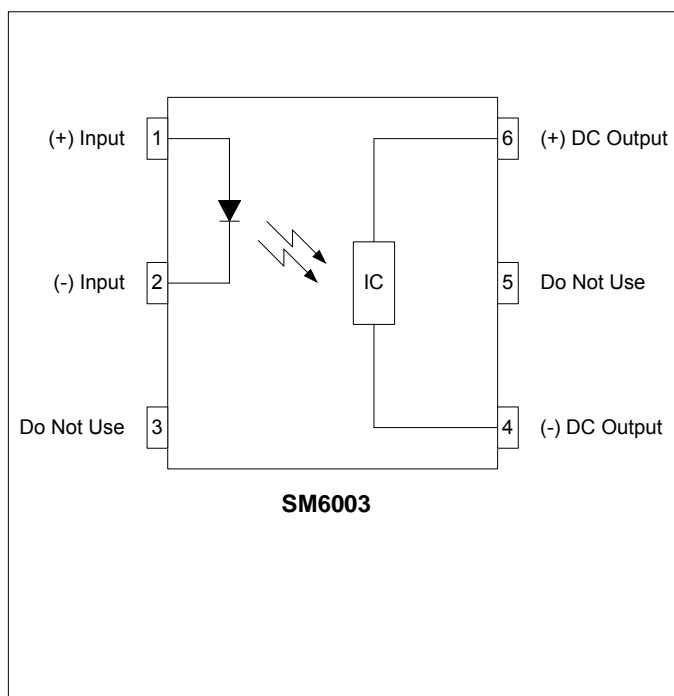 (+) Input 1
6 (+) DC Output
(-) Input 2
IC
5 Do Not Use
Do Not Use 3
4 (-) DC Output
SM6003